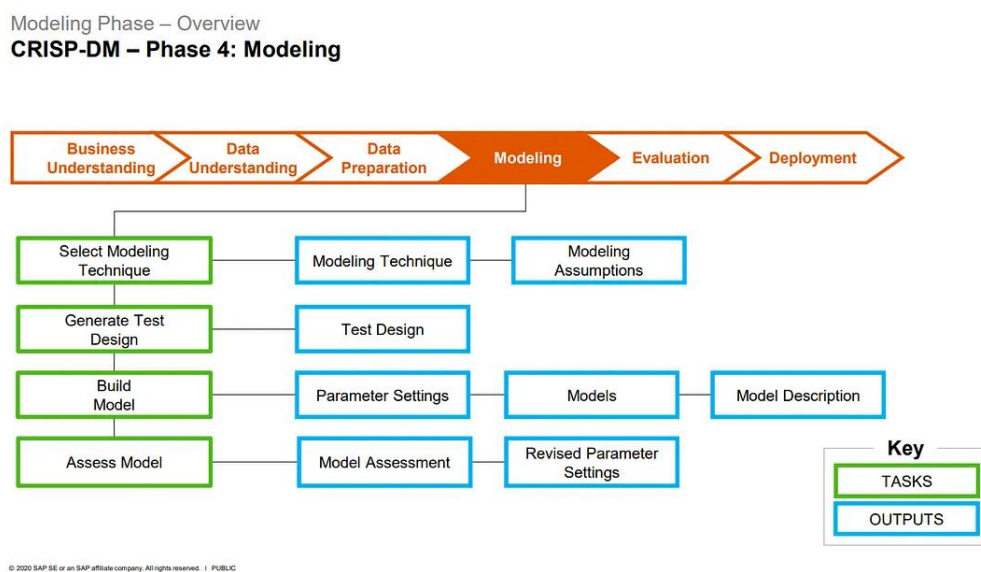 Modeling Phase – Overview
CRISP-DM – Phase 4: Modeling
Business
Understanding
Data
Understanding
Data
Preparation
Modeling
Evaluation
Deployment
Select Modeling
Technique
Modeling Technique
Modeling
Assumptions
Generate Test
Design
Test Design
Build
Model
Parameter Settings
Models
Model Description
Assess Model
Model Assessment
Revised Parameter
Settings
Key
TASKS
OUTPUTS
© 2020 SAP SE or an SAP affiliate company. All rights reserved. | PUBLIC